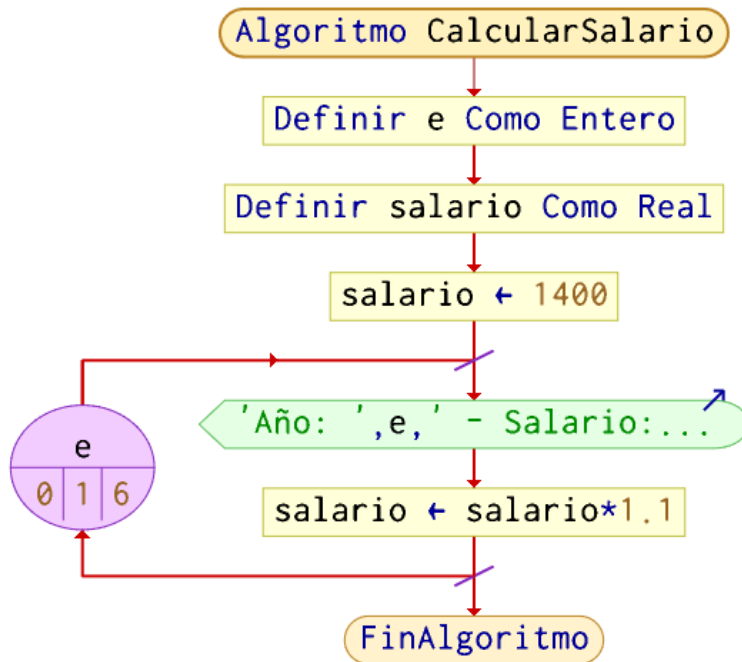 Algoritmo CalcularSalario
Definir e Como Entero
Definir salario Como Real
salario ← 1400
'Año: ',e,' - Salario:...
e
0 1 6
salario ← salario*1.1
FinAlgoritmo